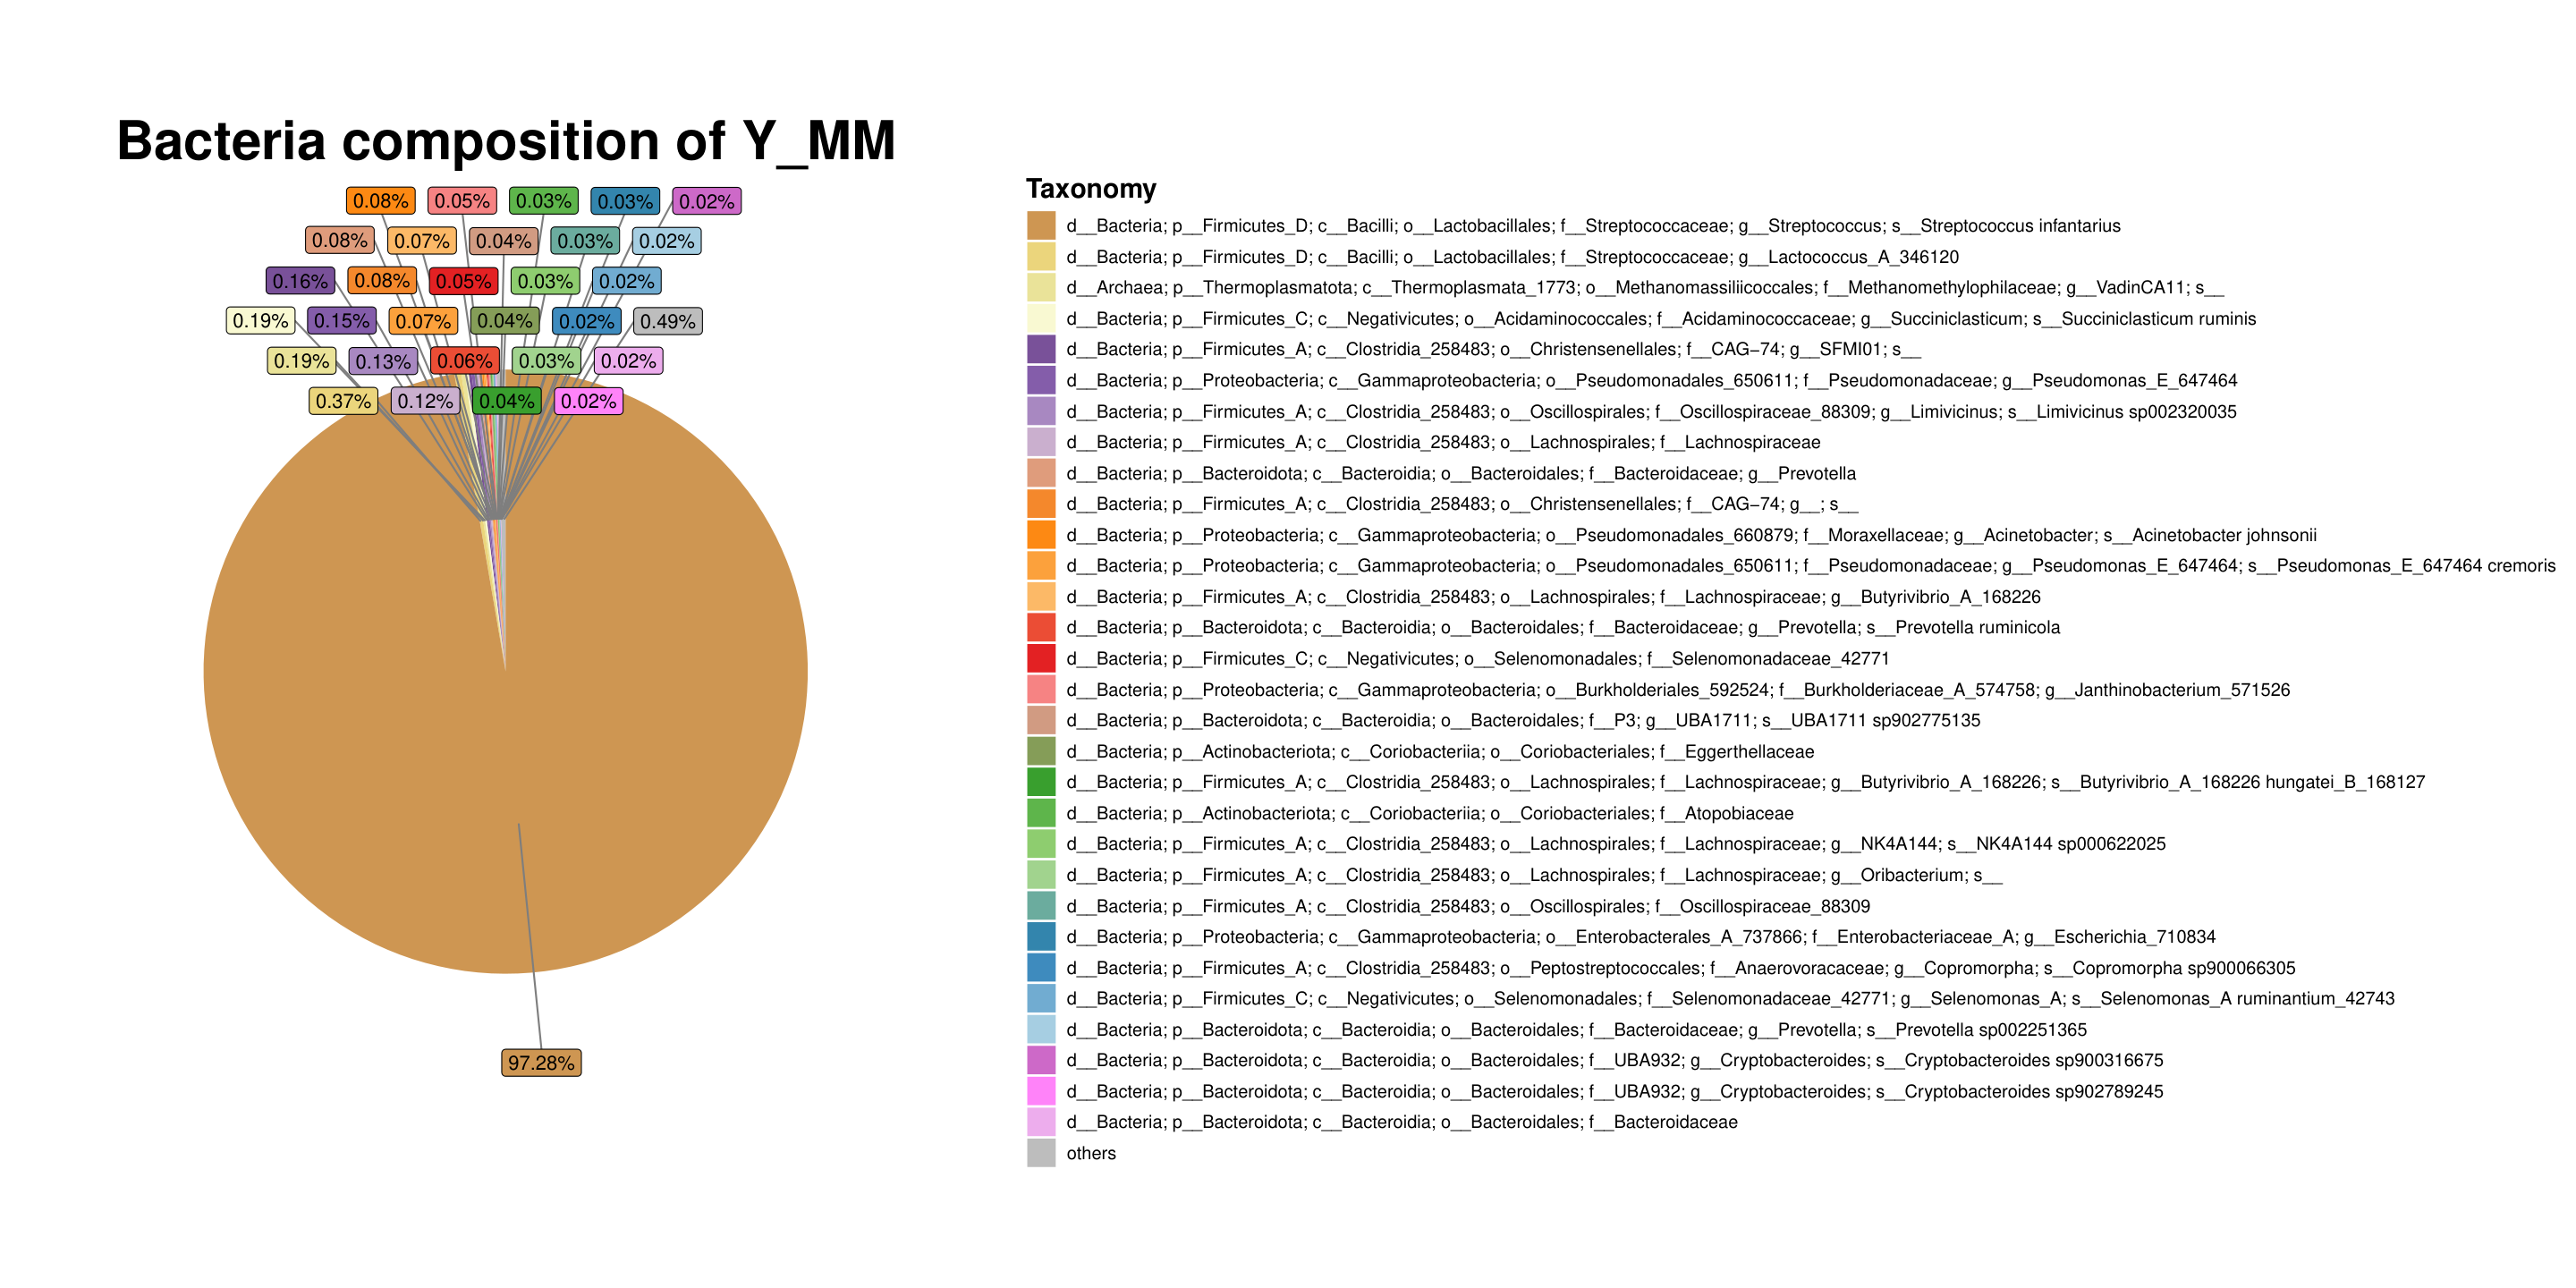 Bacteria composition of Y_MM
0.08% 0.05% 0.03% 0.03% 0.02%
0.08% 0.07% 0.04% 0.03% 0.02%
0.16% 0.08% 0.05% 0.03% 0.02%
0.19% 0.15% 0.07% 0.04% 0.02% 0.49%
0.19% 0.13% 0.06% 0.03% 0.02%
0.37% 0.12% 0.04% 0.02%
97.28%
Taxonomy
d__Bacteria; p__Firmicutes_D; c__Bacilli; o__Lactobacillales; f__Streptococcaceae; g__Streptococcus; s__Streptococcus infantarius
d__Bacteria; p__Firmicutes_D; c__Bacilli; o__Lactobacillales; f__Streptococcaceae; g__Lactococcus_A_346120
d__Archaea; p__Thermoplasmatota; c__Thermoplasmata_1773; o__Methanomassiliicoccales; f__Methanomethylophilaceae; g__VadinCA11; s__
d__Bacteria; p__Firmicutes_C; c__Negativicutes; o__Acidaminococcales; f__Acidaminococcaceae; g__Succiniclasticum; s__Succiniclasticum ruminis
d__Bacteria; p__Firmicutes_A; c__Clostridia_258483; o__Christensenellales; f__CAG−74; g__SFMI01; s__
d__Bacteria; p__Proteobacteria; c__Gammaproteobacteria; o__Pseudomonadales_650611; f__Pseudomonadaceae; g__Pseudomonas_E_647464
d__Bacteria; p__Firmicutes_A; c__Clostridia_258483; o__Oscillospirales; f__Oscillospiraceae_88309; g__Limivicinus; s__Limivicinus sp002320035
d__Bacteria; p__Firmicutes_A; c__Clostridia_258483; o__Lachnospirales; f__Lachnospiraceae
d__Bacteria; p__Bacteroidota; c__Bacteroidia; o__Bacteroidales; f__Bacteroidaceae; g__Prevotella
d__Bacteria; p__Firmicutes_A; c__Clostridia_258483; o__Christensenellales; f__CAG−74; g__; s__
d__Bacteria; p__Proteobacteria; c__Gammaproteobacteria; o__Pseudomonadales_660879; f__Moraxellaceae; g__Acinetobacter; s__Acinetobacter johnsonii
d__Bacteria; p__Proteobacteria; c__Gammaproteobacteria; o__Pseudomonadales_650611; f__Pseudomonadaceae; g__Pseudomonas_E_647464; s__Pseudomonas_E_647464 cremoris
d__Bacteria; p__Firmicutes_A; c__Clostridia_258483; o__Lachnospirales; f__Lachnospiraceae; g__Butyrivibrio_A_168226
d__Bacteria; p__Bacteroidota; c__Bacteroidia; o__Bacteroidales; f__Bacteroidaceae; g__Prevotella; s__Prevotella ruminicola
d__Bacteria; p__Firmicutes_C; c__Negativicutes; o__Selenomonadales; f__Selenomonadaceae_42771
d__Bacteria; p__Proteobacteria; c__Gammaproteobacteria; o__Burkholderiales_592524; f__Burkholderiaceae_A_574758; g__Janthinobacterium_571526
d__Bacteria; p__Bacteroidota; c__Bacteroidia; o__Bacteroidales; f__P3; g__UBA1711; s__UBA1711 sp902775135
d__Bacteria; p__Actinobacteriota; c__Coriobacteriia; o__Coriobacteriales; f__Eggerthellaceae
d__Bacteria; p__Firmicutes_A; c__Clostridia_258483; o__Lachnospirales; f__Lachnospiraceae; g__Butyrivibrio_A_168226; s__Butyrivibrio_A_168226 hungatei_B_168127
d__Bacteria; p__Actinobacteriota; c__Coriobacteriia; o__Coriobacteriales; f__Atopobiaceae
d__Bacteria; p__Firmicutes_A; c__Clostridia_258483; o__Lachnospirales; f__Lachnospiraceae; g__NK4A144; s__NK4A144 sp000622025
d__Bacteria; p__Firmicutes_A; c__Clostridia_258483; o__Lachnospirales; f__Lachnospiraceae; g__Oribacterium; s__
d__Bacteria; p__Firmicutes_A; c__Clostridia_258483; o__Oscillospirales; f__Oscillospiraceae_88309
d__Bacteria; p__Proteobacteria; c__Gammaproteobacteria; o__Enterobacterales_A_737866; f__Enterobacteriaceae_A; g__Escherichia_710834
d__Bacteria; p__Firmicutes_A; c__Clostridia_258483; o__Peptostreptococcales; f__Anaerovoracaceae; g__Copromorpha; s__Copromorpha sp900066305
d__Bacteria; p__Firmicutes_C; c__Negativicutes; o__Selenomonadales; f__Selenomonadaceae_42771; g__Selenomonas_A; s__Selenomonas_A ruminantium_42743
d__Bacteria; p__Bacteroidota; c__Bacteroidia; o__Bacteroidales; f__Bacteroidaceae; g__Prevotella; s__Prevotella sp002251365
d__Bacteria; p__Bacteroidota; c__Bacteroidia; o__Bacteroidales; f__UBA932; g__Cryptobacteroides; s__Cryptobacteroides sp900316675
d__Bacteria; p__Bacteroidota; c__Bacteroidia; o__Bacteroidales; f__UBA932; g__Cryptobacteroides; s__Cryptobacteroides sp902789245
d__Bacteria; p__Bacteroidota; c__Bacteroidia; o__Bacteroidales; f__Bacteroidaceae
others